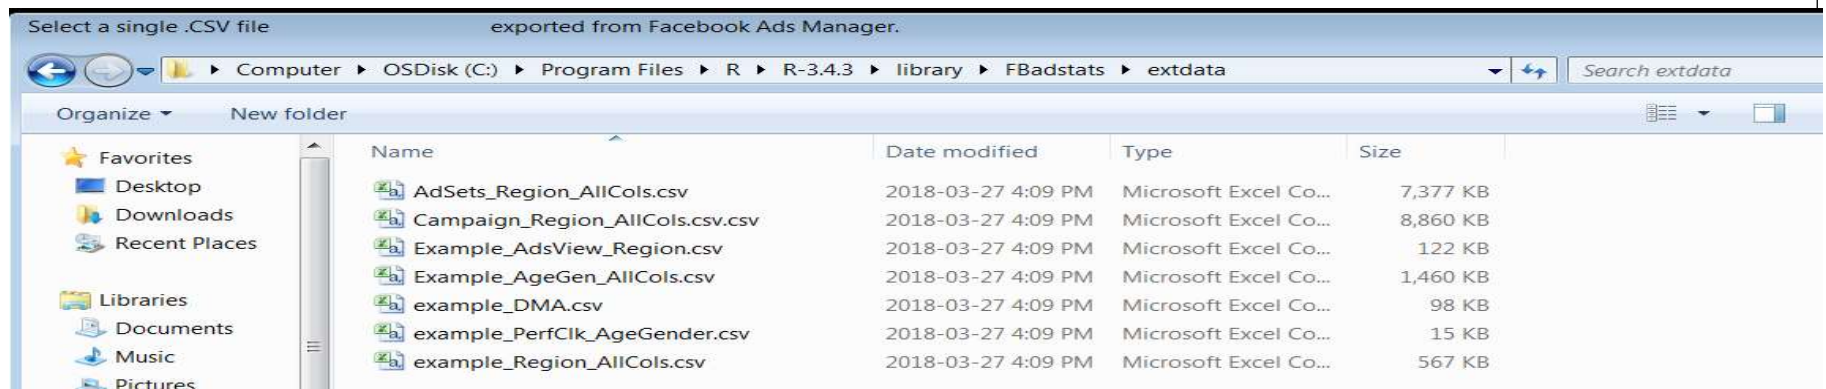 Select a single .CSV file exported from Facebook Ads Manager.
Computer OSDisk (C:) Program Files R R-3.4.3 library FBadstats extdata Search extdata
Organize New folder
Favorites
Desktop
Downloads
Recent Places
Libraries
Documents
Music
Pictures
Name Date modified Type Size
AdSets_Region_AllCols.csv 2018-03-27 4:09 PM Microsoft Excel Co... 7,377 KB
Campaign_Region_AllCols.csv.csv 2018-03-27 4:09 PM Microsoft Excel Co... 8,860 KB
Example_AdsView_Region.csv 2018-03-27 4:09 PM Microsoft Excel Co... 122 KB
Example_AgeGen_AllCols.csv 2018-03-27 4:09 PM Microsoft Excel Co... 1,460 KB
example_DMA.csv 2018-03-27 4:09 PM Microsoft Excel Co... 98 KB
example_PerfClk_AgeGender.csv 2018-03-27 4:09 PM Microsoft Excel Co... 15 KB
example_Region_AllCols.csv 2018-03-27 4:09 PM Microsoft Excel Co... 567 KB